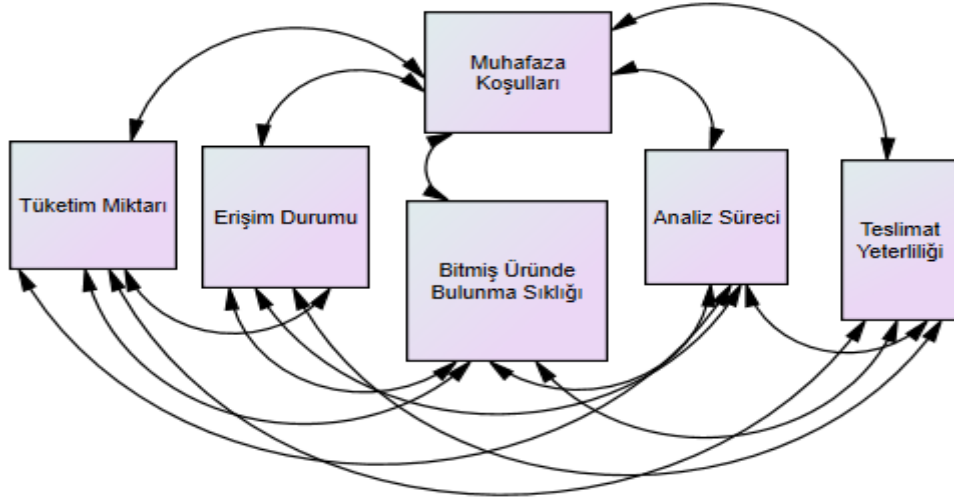 Muhafaza
Koşulları
Tüketim Miktarı
Erişim Durumu
Bitmiş Üründe
Bulunma Sıklığı
Analiz Süreci
Teslimat
Yeterliliği